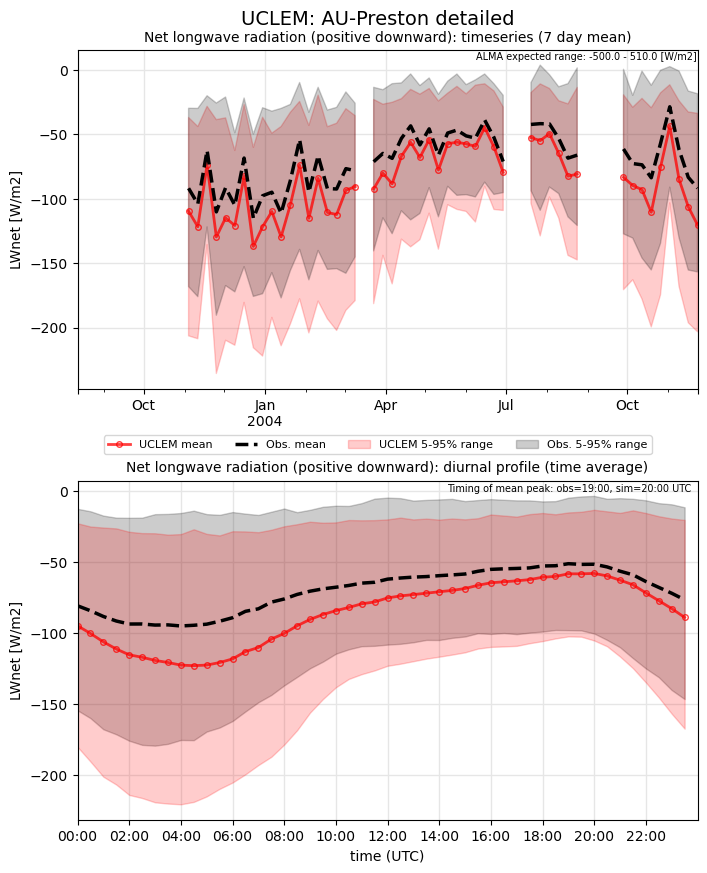 UCLEM: AU-Preston detailed
Net longwave radiation (positive downward): timeseries (7 day mean)
ALMA expected range: -500.0 - 510.0 [W/m2]
0
−50
−100
−150
−200
LWnet [W/m2]
Oct Jan Apr Jul Oct
2004
UCLEM mean Obs. mean UCLEM 5-95% range Obs. 5-95% range
Net longwave radiation (positive downward): diurnal profile (time average)
Timing of mean peak: obs=19:00, sim=20:00 UTC
0
−50
−100
−150
−200
LWnet [W/m2]
00:00 02:00 04:00 06:00 08:00 10:00 12:00 14:00 16:00 18:00 20:00 22:00
time (UTC)